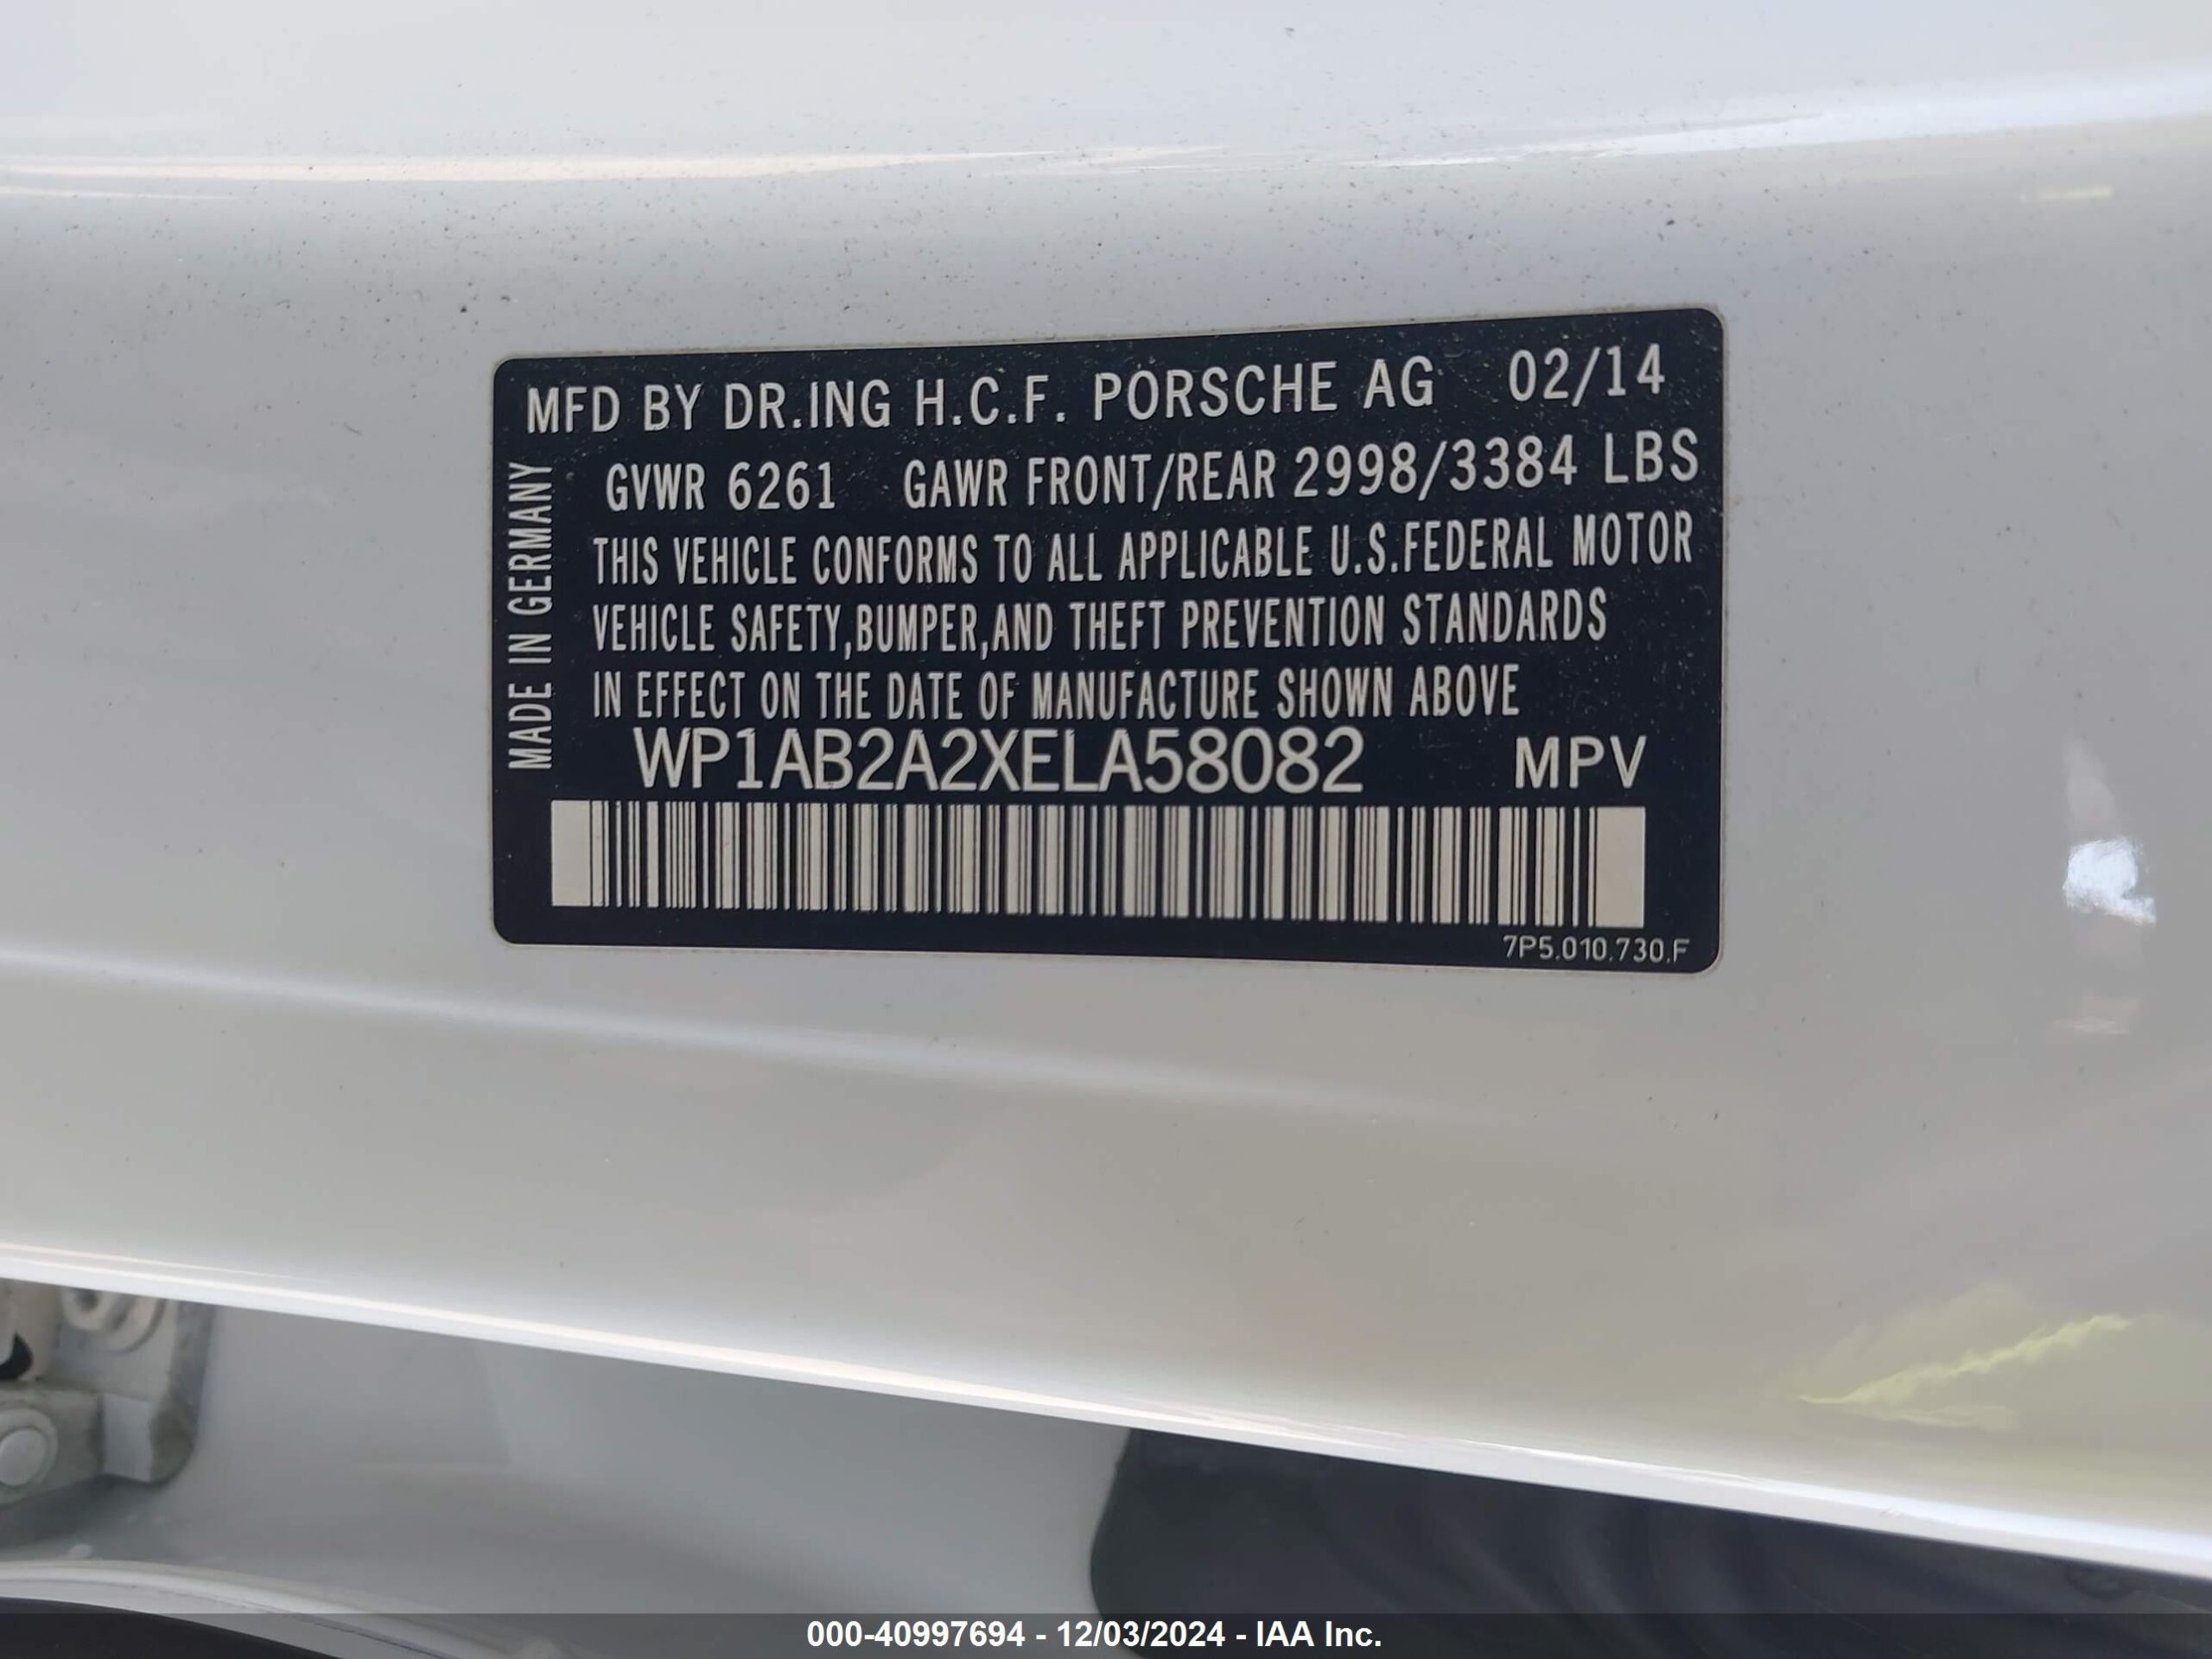 MFD BY DR.ING H.C.F. PORSCHE AG 02/14
GVWR 6261 GAWR FRONT/REAR 2998/3384 LBS
THIS VEHICLE CONFORMS TO ALL APPLICABLE U.S.FEDERAL MOTOR
VEHICLE SAFETY,BUMPER,AND THEFT PREVENTION STANDARDS
IN EFFECT ON THE DATE OF MANUFACTURE SHOWN ABOVE
WP1AB2A2XELA58082 MPV
MADE IN GERMANY
7P5.010.730.F
000-40997694 - 12/03/2024 - IAA Inc.